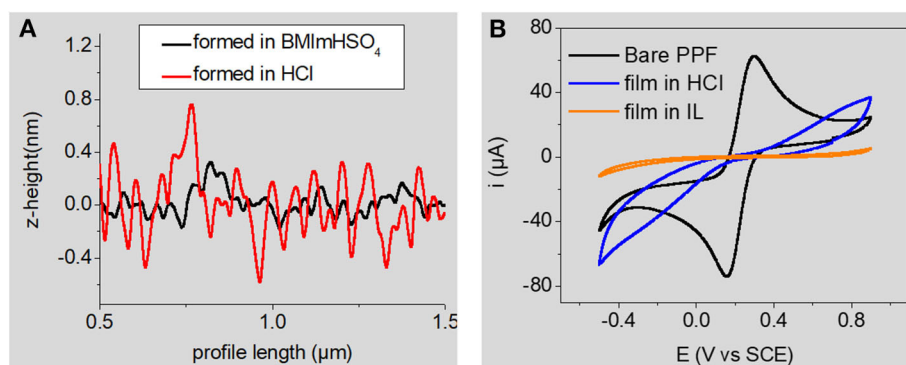 A
formed in BMImHSO₄
formed in HCl
z-height(nm)
1.2
0.8
0.4
0.0
-0.4
0.5
1.0
1.5
profile length (µm)
B
Bare PPF
film in HCl
film in IL
i (µA)
80
40
0
-40
-80
-0.4
0.0
0.4
0.8
E (V vs SCE)